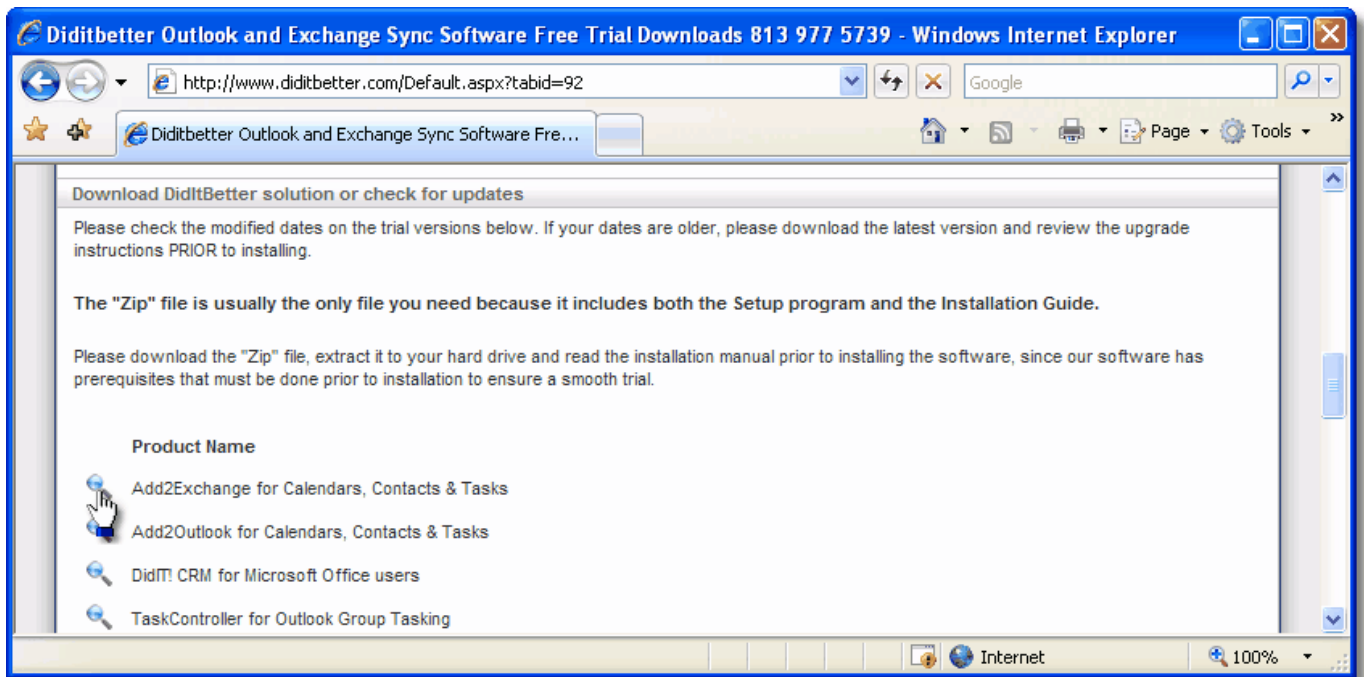 Diditbetter Outlook and Exchange Sync Software Free Trial Downloads 813 977 5739 - Windows Internet Explorer
http://www.diditbetter.com/Default.aspx?tabid=92
Google
Diditbetter Outlook and Exchange Sync Software Fre...
Page
Tools
»
Download DidItBetter solution or check for updates
Please check the modified dates on the trial versions below. If your dates are older, please download the latest version and review the upgrade
instructions PRIOR to installing.
The "Zip" file is usually the only file you need because it includes both the Setup program and the Installation Guide.
Please download the "Zip" file, extract it to your hard drive and read the installation manual prior to installing the software, since our software has
prerequisites that must be done prior to installation to ensure a smooth trial.
Product Name
Add2Exchange for Calendars, Contacts & Tasks
Add2Outlook for Calendars, Contacts & Tasks
DidIT! CRM for Microsoft Office users
TaskController for Outlook Group Tasking
Internet
100%